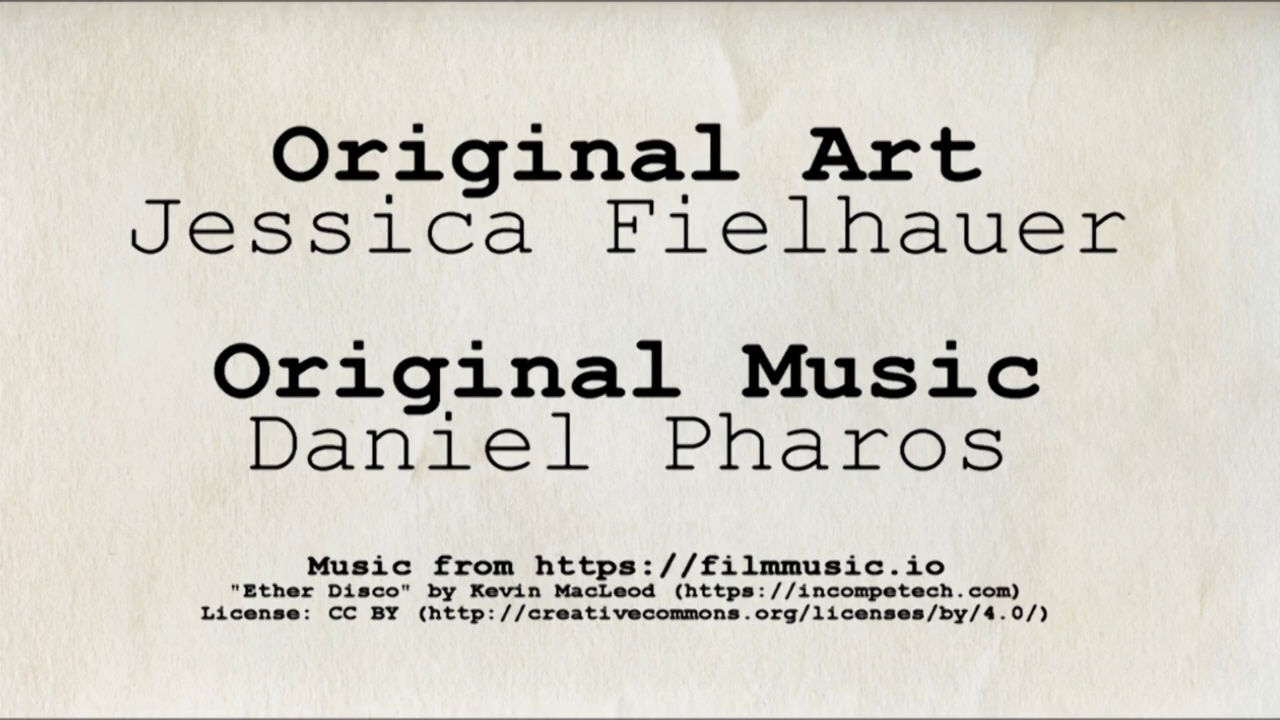 Original Art
Jessica Fielhauer
Original Music
Daniel Pharos
Music from https://filmmusic.io
"Ether Disco" by Kevin MacLeod (https://incompetech.com)
License: CC BY (http://creativecommons.org/licenses/by/4.0/)